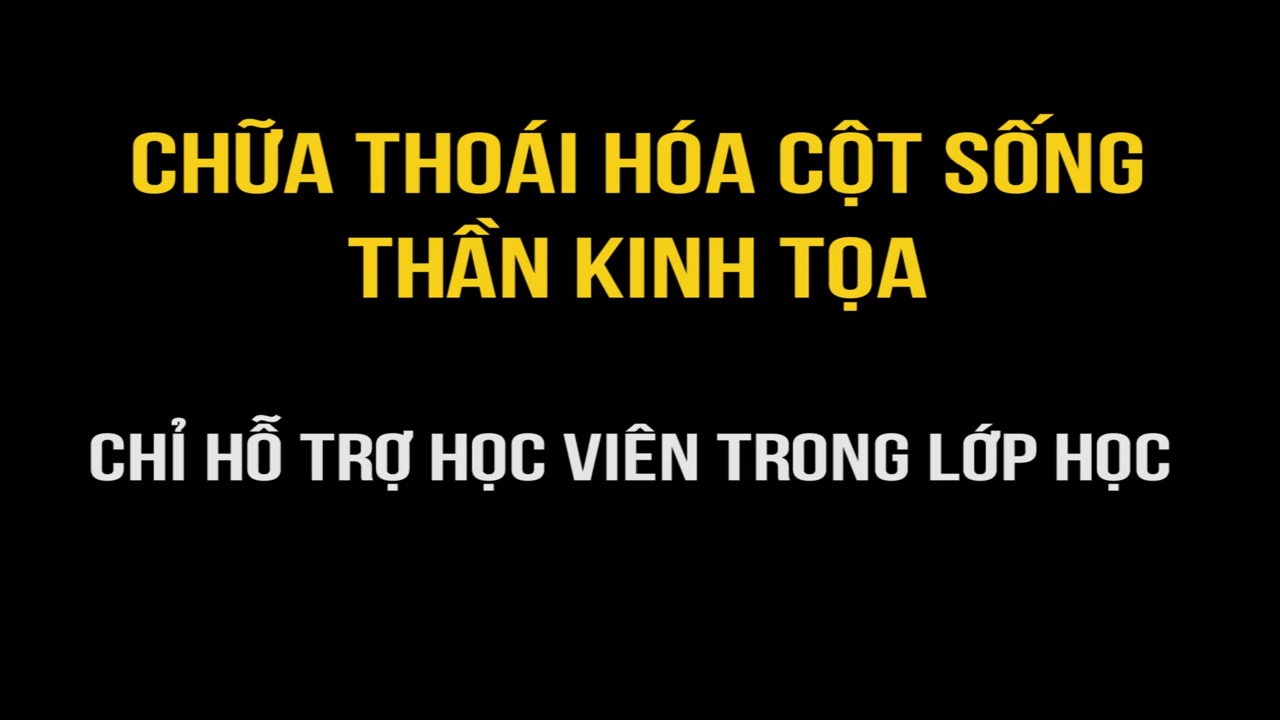 CHỮA THOÁI HÓA CỘT SỐNG
THẦN KINH TỌA
CHỈ HỖ TRỢ HỌC VIÊN TRONG LỚP HỌC